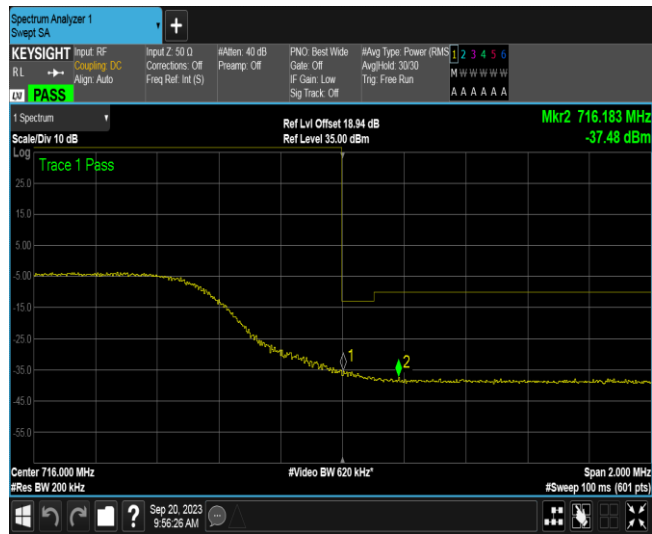 Spectrum Analyzer 1
Swept SA
+
KEYSIGHT
RL
LXI PASS
Input: RF
Coupling: DC
Align: Auto
Input Z: 50 Ω
Corrections: Off
Freq Ref: Int (S)
#Atten: 40 dB
Preamp: Off
PNO: Best Wide
Gate: Off
IF Gain: Low
Sig Track: Off
#Avg Type: Power (RMS
Avg|Hold: 30/30
Trig: Free Run
1 2 3 4 5 6
M W W W W W
A A A A A A
1 Spectrum
Scale/Div 10 dB
Ref Lvl Offset 18.94 dB
Ref Level 35.00 dBm
Mkr2 716.183 MHz
-37.48 dBm
Log
Trace 1 Pass
25.0
15.0
5.00
-5.00
-15.0
-25.0
-35.0
-45.0
-55.0
1
2
Center 716.000 MHz
#Res BW 200 kHz
#Video BW 620 kHz*
Span 2.000 MHz
#Sweep 100 ms (601 pts)
?
Sep 20, 2023
9:56:26 AM